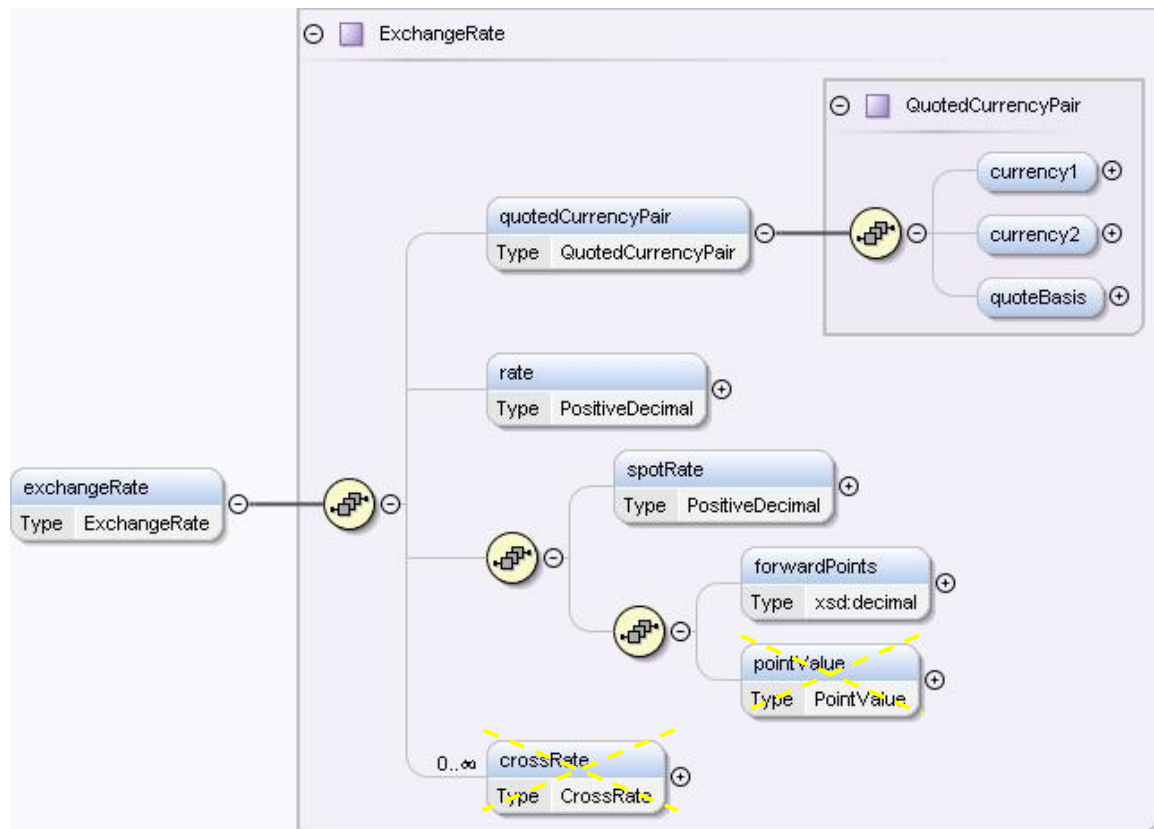 ExchangeRate
QuotedCurrencyPair
currency1
quotedCurrencyPair
Type QuotedCurrencyPair
currency2
quoteBasis
rate
Type PositiveDecimal
exchangeRate
Type ExchangeRate
spotRate
Type PositiveDecimal
forwardPoints
Type xsd:decimal
pointValue
Type PointValue
0..∞
crossRate
Type CrossRate